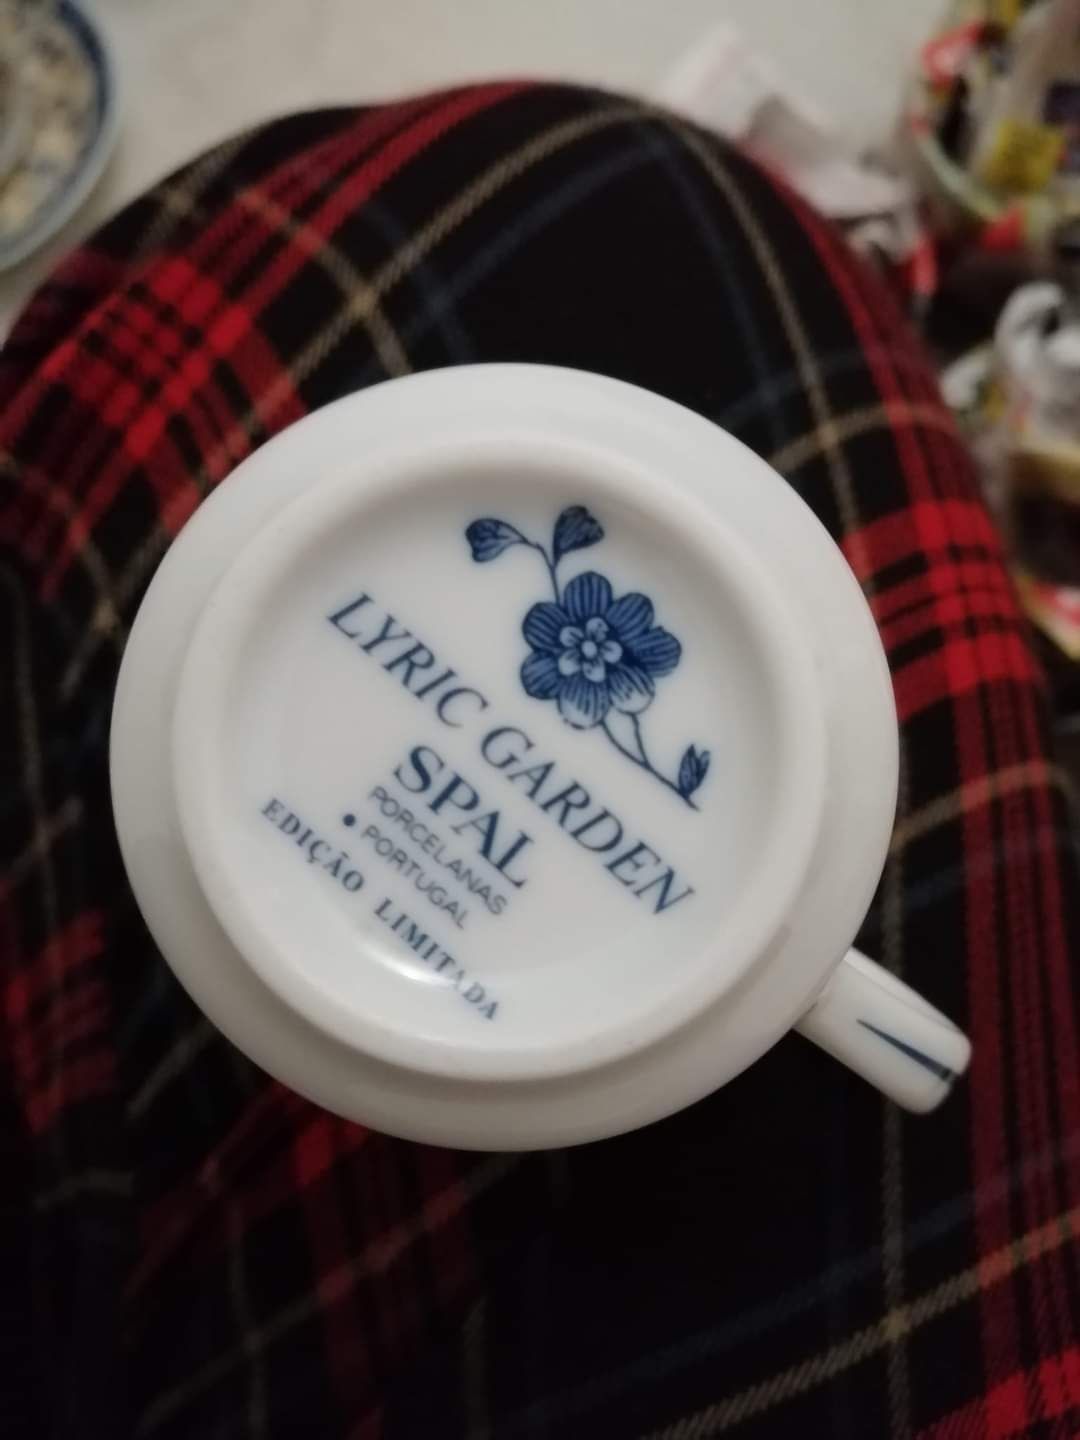 LYRIC GARDEN
SPAL
PORCELANAS
• PORTUGAL
EDIÇÃO LIMITADA